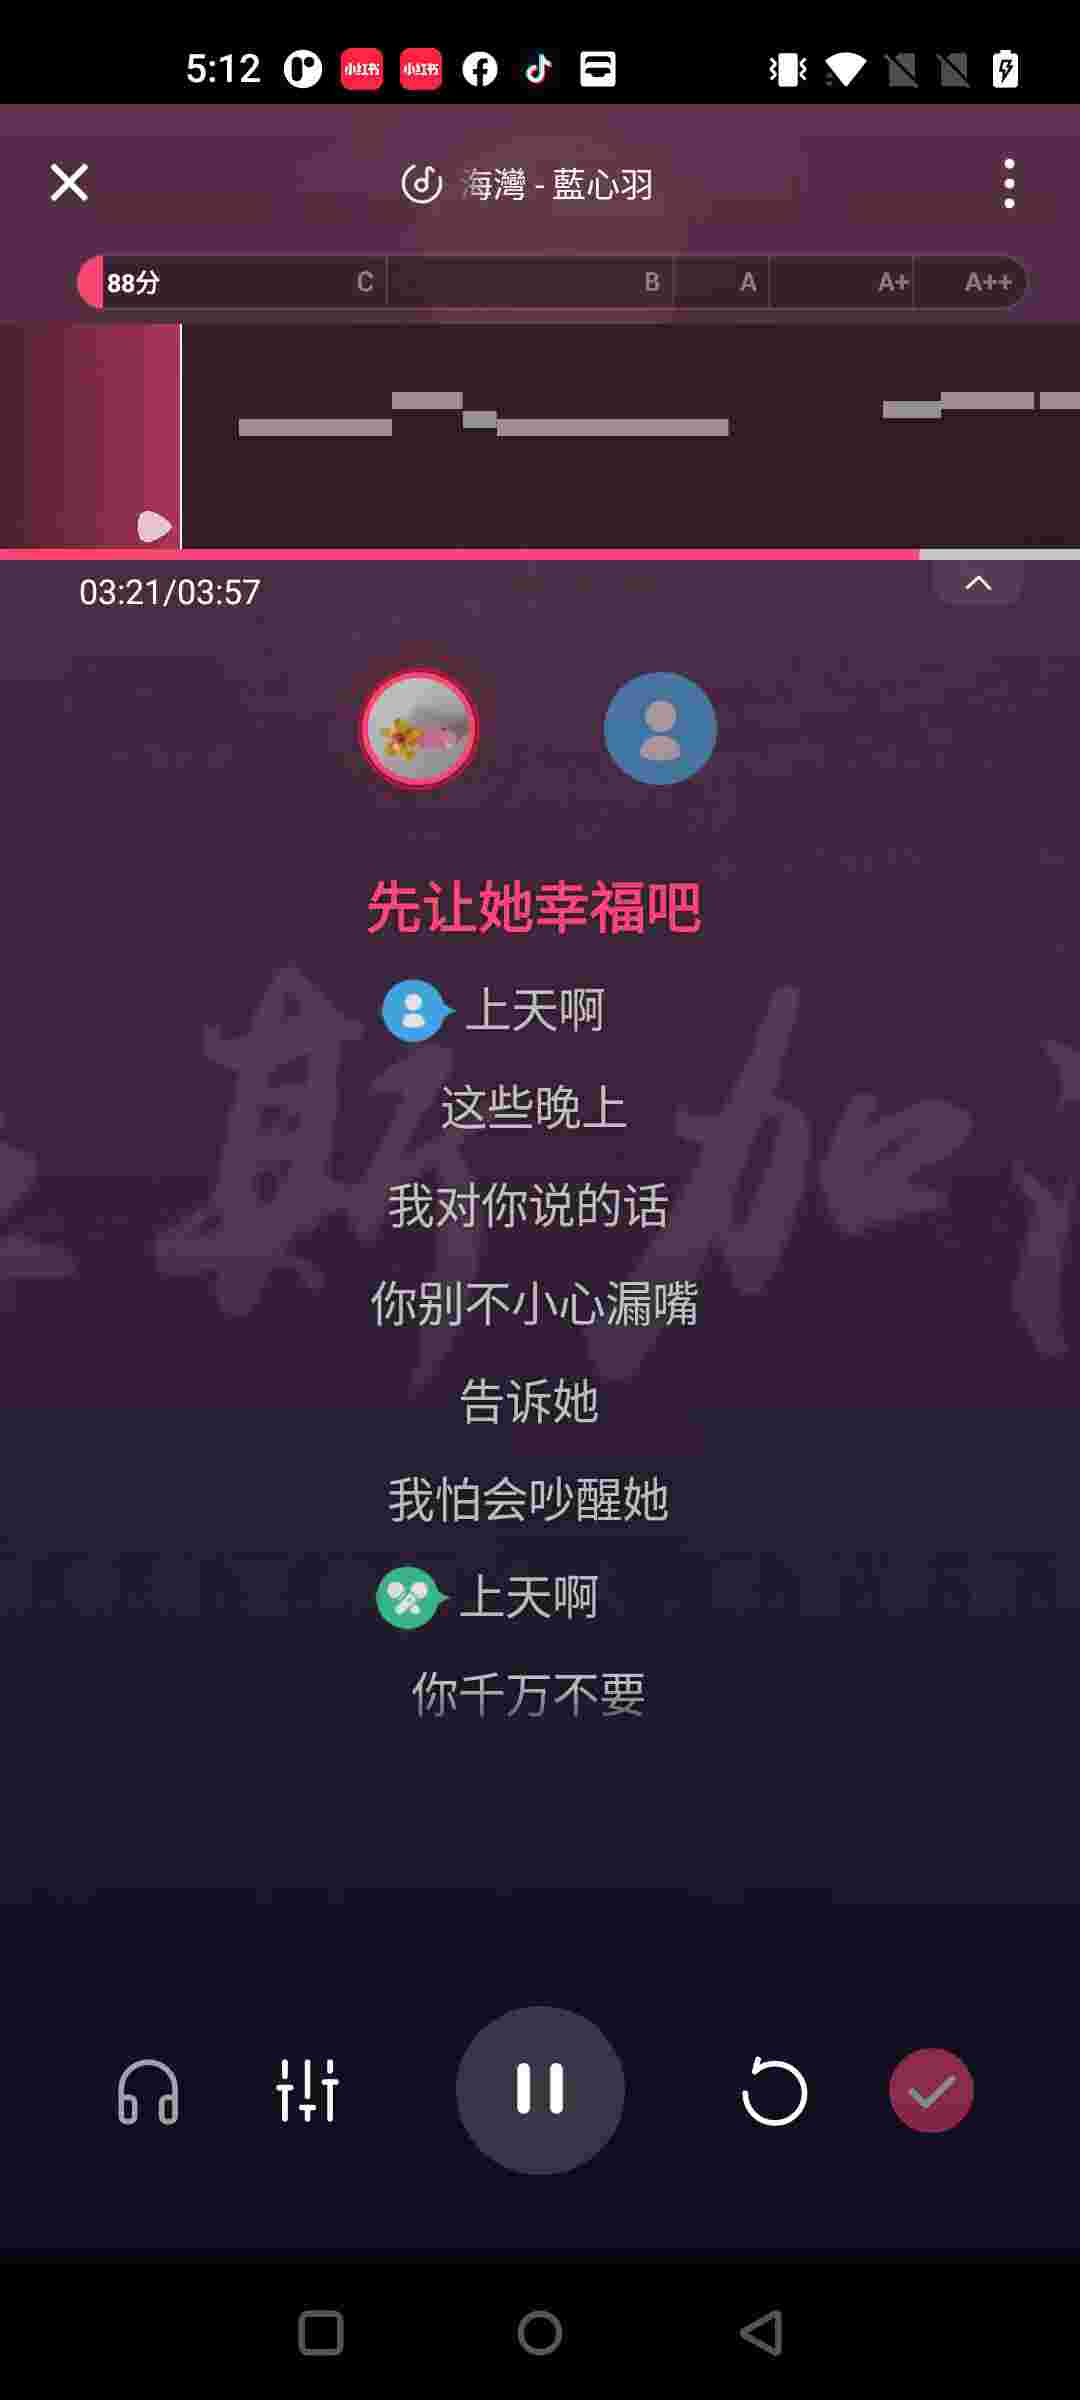 5:12
小红书
小红书
海灣 - 藍心羽
88分
C
B
A
A+
A++
03:21/03:57
先让她幸福吧
上天啊
这些晚上
我对你说的话
你别不小心漏嘴
告诉她
我怕会吵醒她
上天啊
你千万不要
斯加